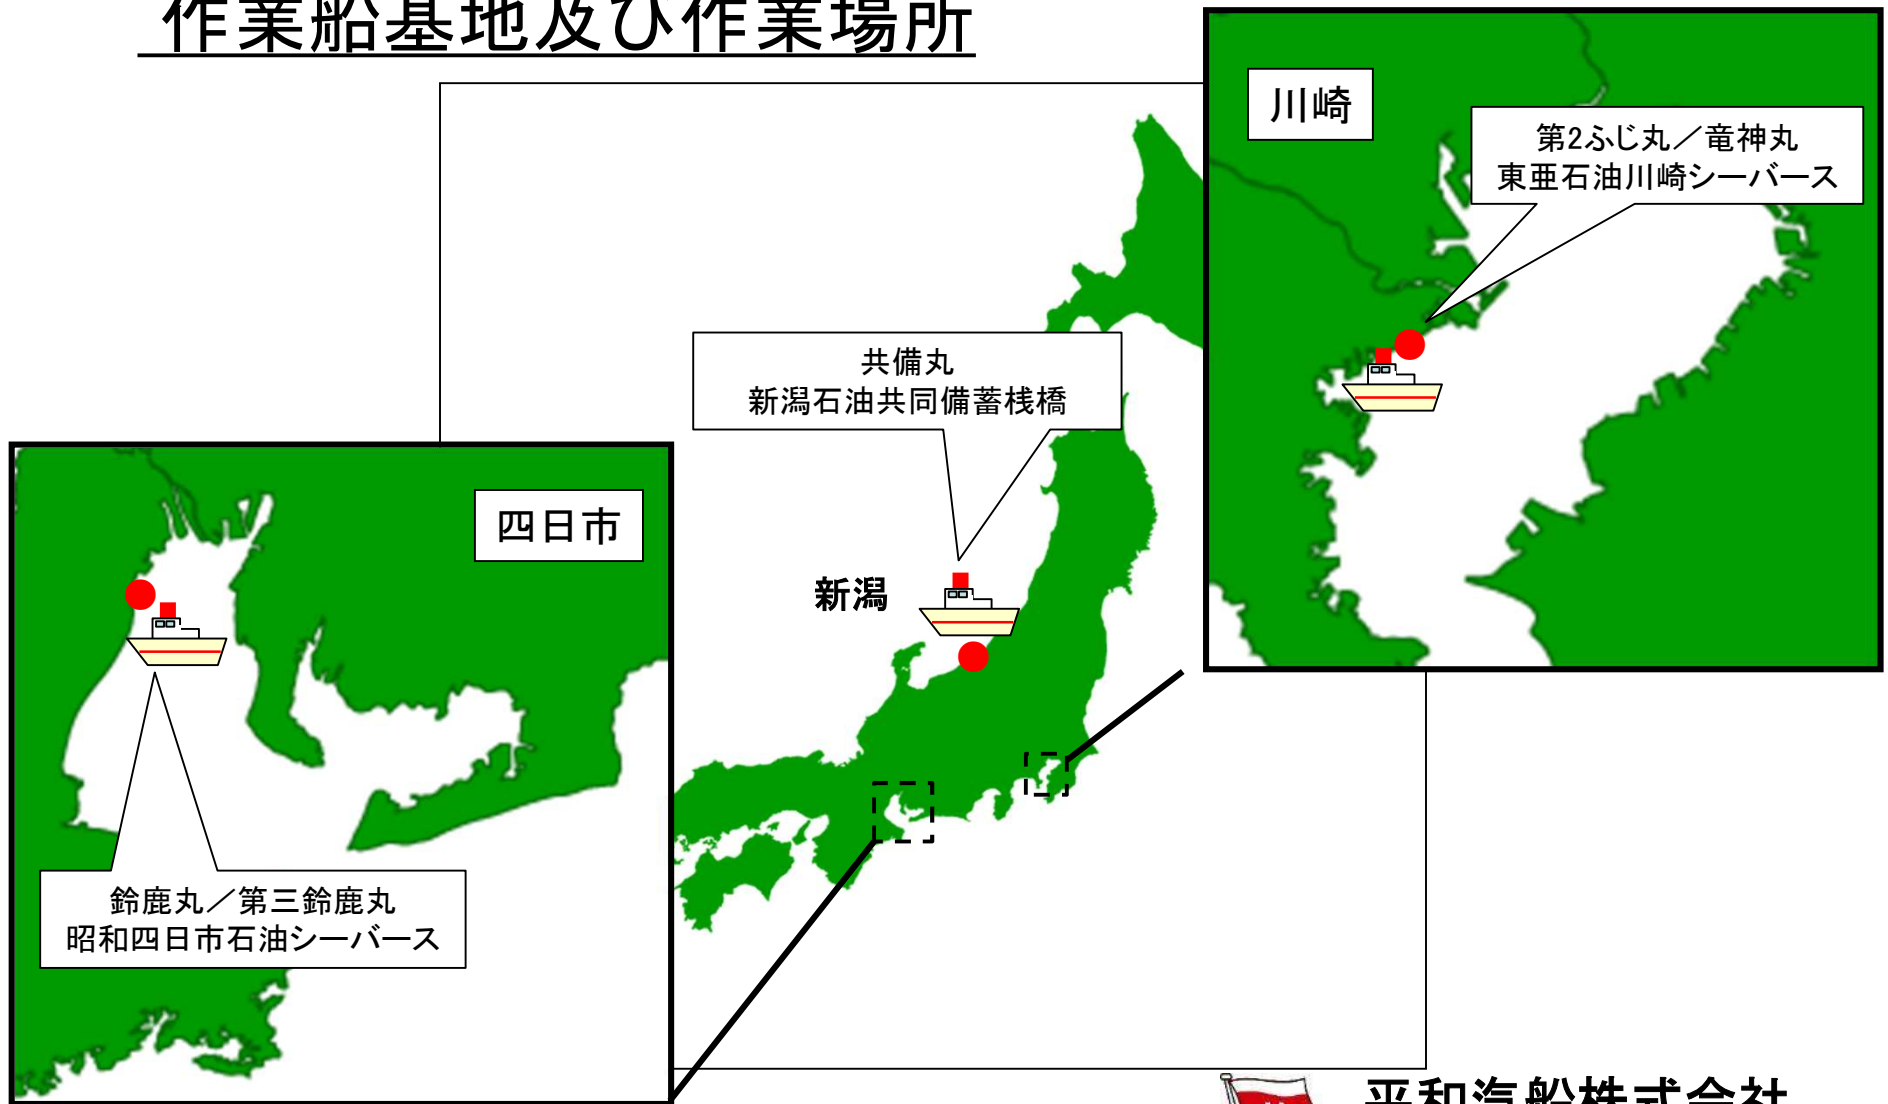 作業船基地及び作業場所
川崎
第2ふじ丸／竜神丸
東亜石油川崎シーバース
共備丸
新潟石油共同備蓄桟橋
四日市
新潟
鈴鹿丸／第三鈴鹿丸
昭和四日市石油シーバース
平和汽船株式会社